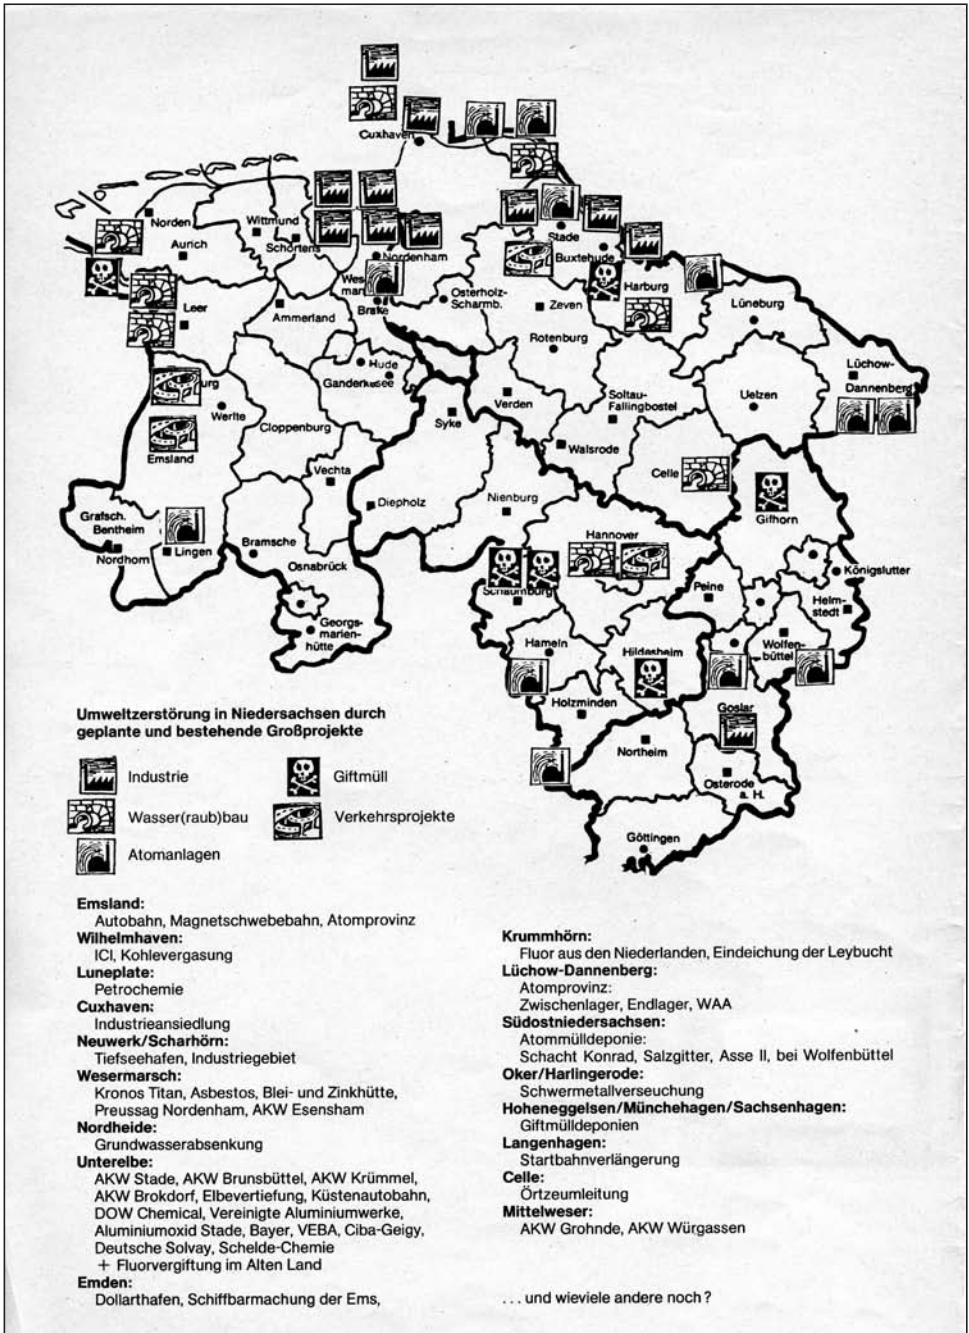 Cuxhaven
Norden
Wittmund
Aurich
Schortens
Nordenham
Stade
Buxtehude
Harburg
Lüneburg
Wes
mar
Brake
Osterholz-
Scharmb.
Zeven
Leer
Ammerland
Rotenburg
Lüchow-
Dannenberg
Hude
Ganderkesee
Verden
Soltau-
Fallingbostel
Uelzen
urg
Werlte
Syke
Cloppenburg
Walsrode
Emsland
Vechta
Celle
Diepholz
Nienburg
Gifhorn
Grafsch.
Bentheim
Nordhorn
Lingen
Bramsche
Osnabrück
Hannover
Königslutter
Schaumburg
Peine
Helm-
stedt
Georgs-
marien-
hütte
Hameln
Hildesheim
Wolfen-
büttel
Holzminden
Goslar
Northeim
Osterode
a. H.
Göttingen
Umweltzerstörung in Niedersachsen durch
geplante und bestehende Großprojekte
Industrie
Giftmüll
Wasser(raub)bau
Verkehrsprojekte
Atomanlagen
Emsland:
Autobahn, Magnetschwebebahn, Atomprovinz
Wilhelmhaven:
ICI, Kohlevergasung
Luneplate:
Petrochemie
Cuxhaven:
Industrieansiedlung
Neuwerk/Scharhörn:
Tiefseehafen, Industriegebiet
Wesermarsch:
Kronos Titan, Asbestos, Blei- und Zinkhütte,
Preussag Nordenham, AKW Esensham
Nordheide:
Grundwasserabsenkung
Unterelbe:
AKW Stade, AKW Brunsbüttel, AKW Krümmel,
AKW Brokdorf, Elbevertiefung, Küstenautobahn,
DOW Chemical, Vereinigte Aluminiumwerke,
Aluminiumoxid Stade, Bayer, VEBA, Ciba-Geigy,
Deutsche Solvay, Schelde-Chemie
+ Fluorvergiftung im Alten Land
Emden:
Dollarthafen, Schiffbarmachung der Ems,
Krummhörn:
Fluor aus den Niederlanden, Eindeichung der Leybucht
Lüchow-Dannenberg:
Atomprovinz:
Zwischenlager, Endlager, WAA
Südostniedersachsen:
Atommülldeponie:
Schacht Konrad, Salzgitter, Asse II, bei Wolfenbüttel
Oker/Harlingerode:
Schwermetallverseuchung
Hoheneggelsen/Münchehagen/Sachsenhagen:
Giftmülldeponien
Langenhagen:
Startbahnverlängerung
Celle:
Örtzeumleitung
Mittelweser:
AKW Grohnde, AKW Würgassen
... und wieviele andere noch?